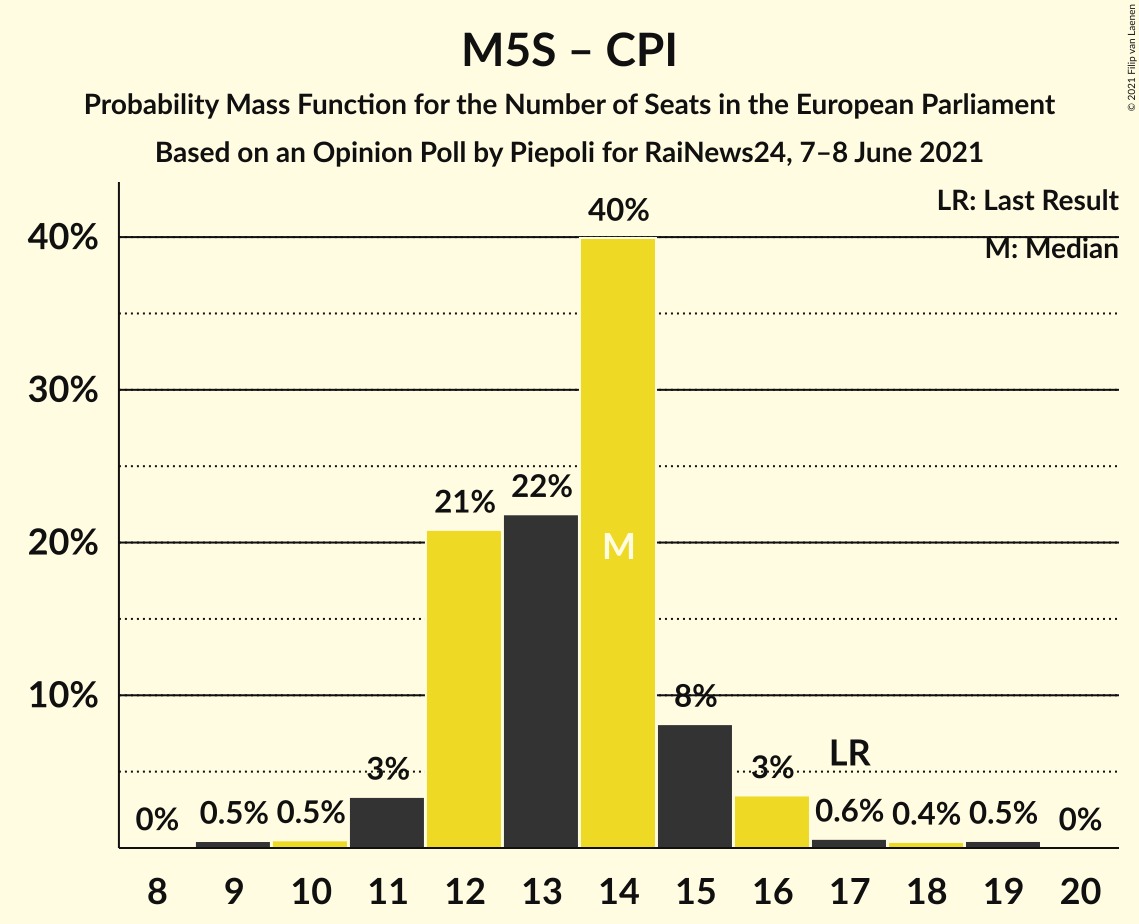 M5S – CPI
Probability Mass Function for the Number of Seats in the European Parliament
Based on an Opinion Poll by Piepoli for RaiNews24, 7–8 June 2021
© 2021 Filip van Laenen
LR: Last Result
M: Median
40%
30%
20%
10%
0%
0.5%
0.5%
3%
21%
22%
40%
M
8%
3%
LR
0.6%
0.4%
0.5%
0%
8 9 10 11 12 13 14 15 16 17 18 19 20